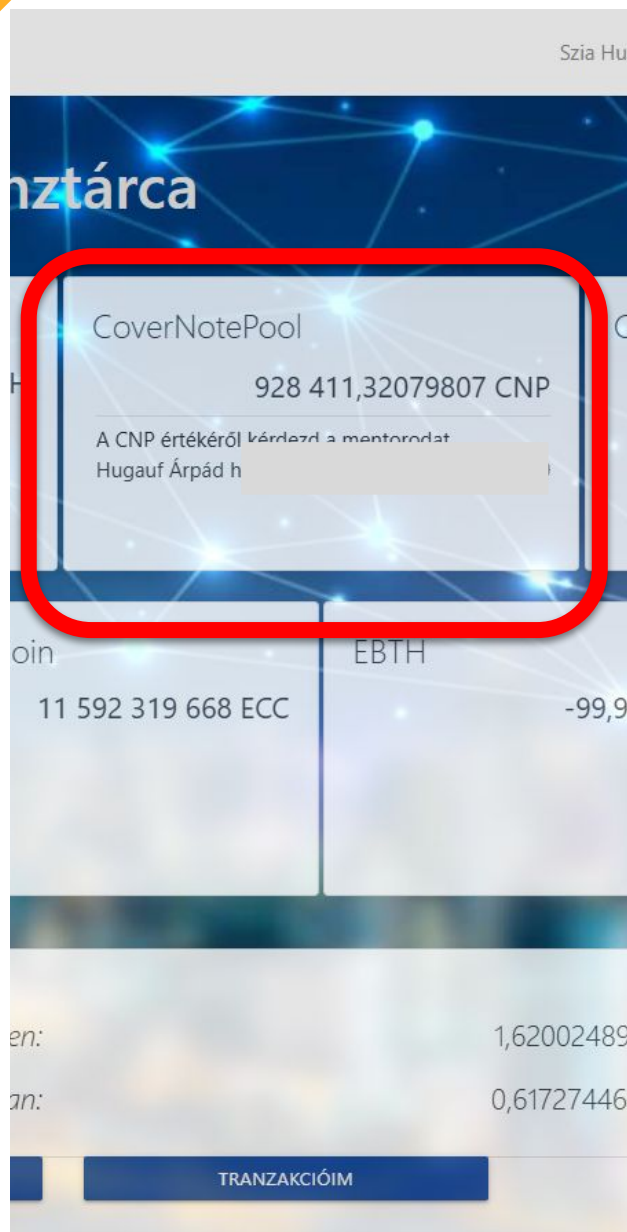 Szia Hu
nztárca
CoverNotePool
928 411,32079807 CNP
A CNP értékéről kérdezd a mentorodat
Hugauf Árpád h
oin
11 592 319 668 ECC
EBTH
-99,9
en:
1,62002489
an:
0,61727446
TRANZAKCIÓIM